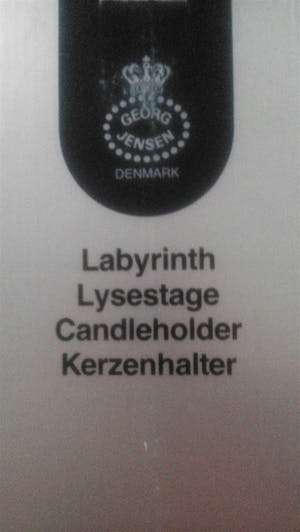 GEORG
JENSEN
DENMARK
Labyrinth
Lysestage
Candleholder
Kerzenhalter